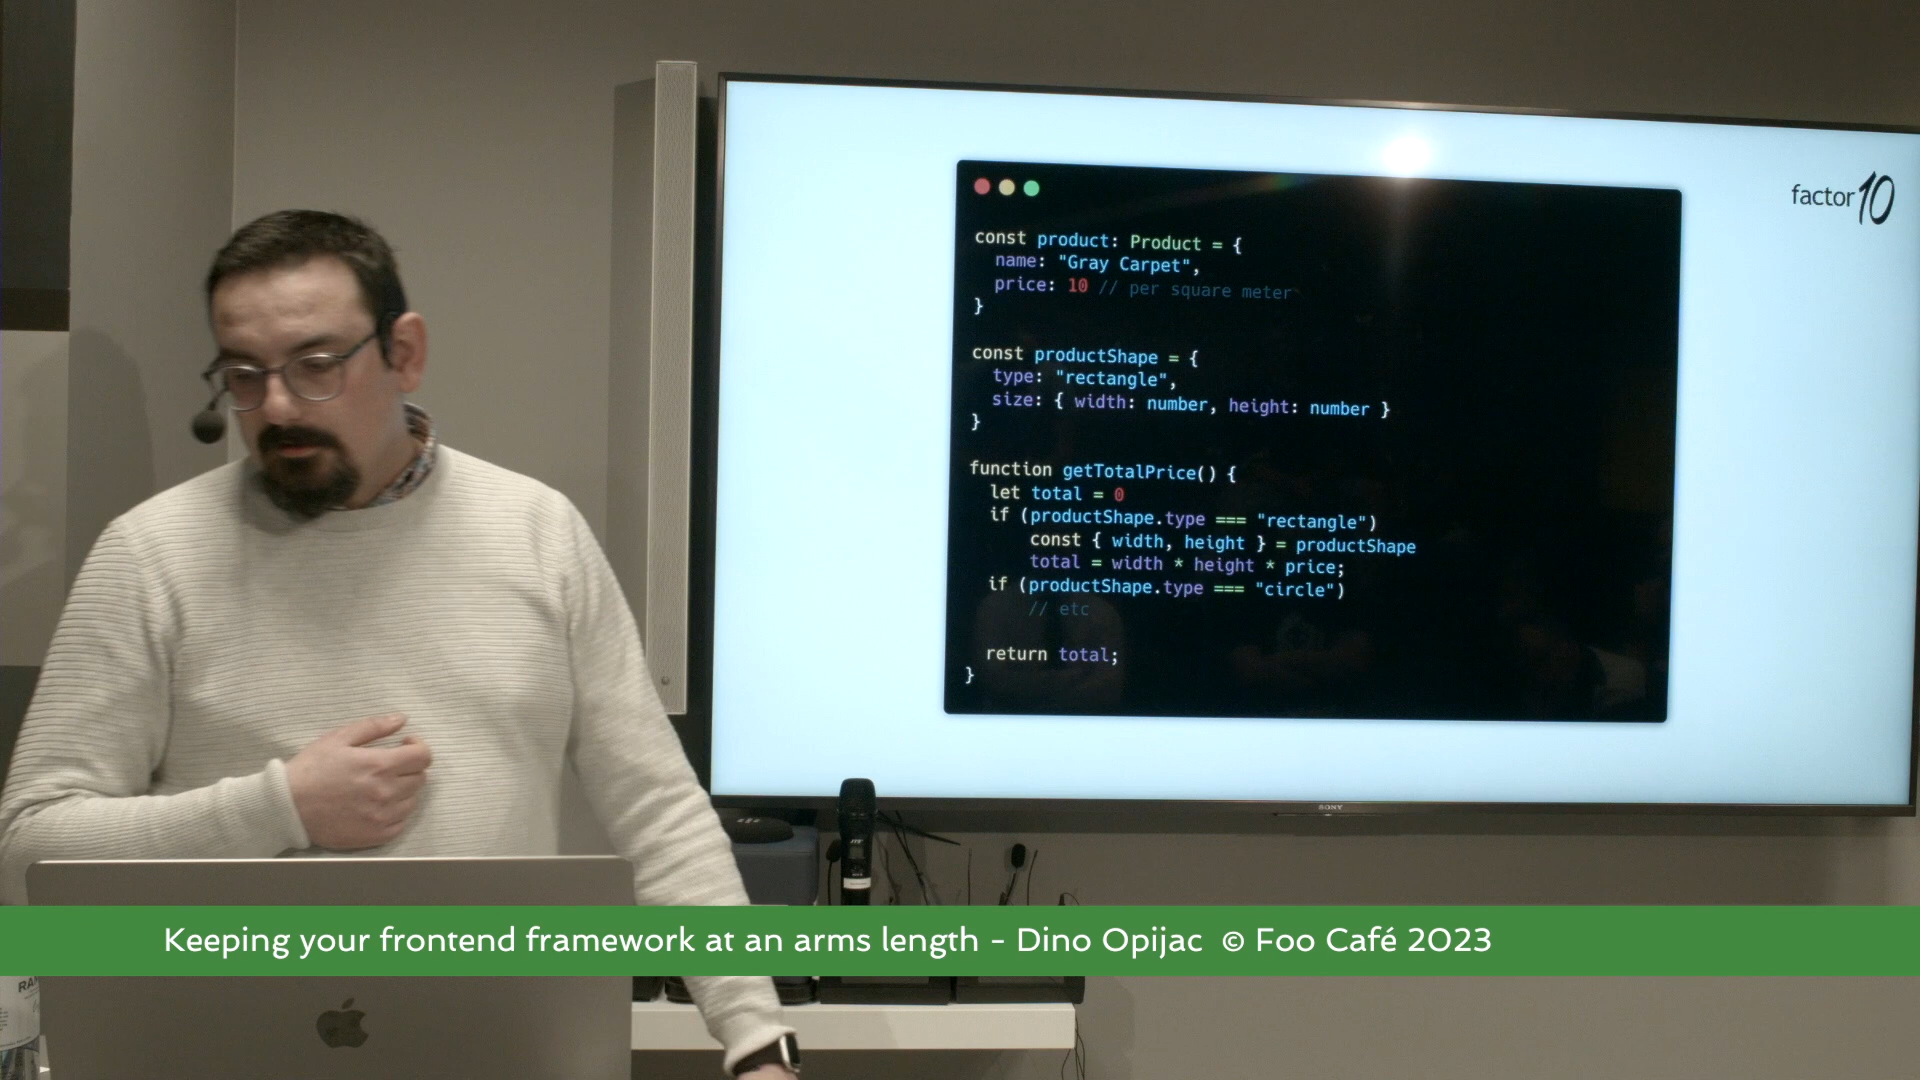 factor10
const product: Product = {
name: "Gray Carpet",
price: 10 // per square meter
}
const productShape = {
type: "rectangle",
size: { width: number, height: number }
}
function getTotalPrice() {
let total = 0
if (productShape.type === "rectangle")
const { width, height } = productShape
total = width * height * price;
if (productShape.type === "circle")
// etc
return total;
}
SONY
Keeping your frontend framework at an arms length - Dino Opijac © Foo Café 2023